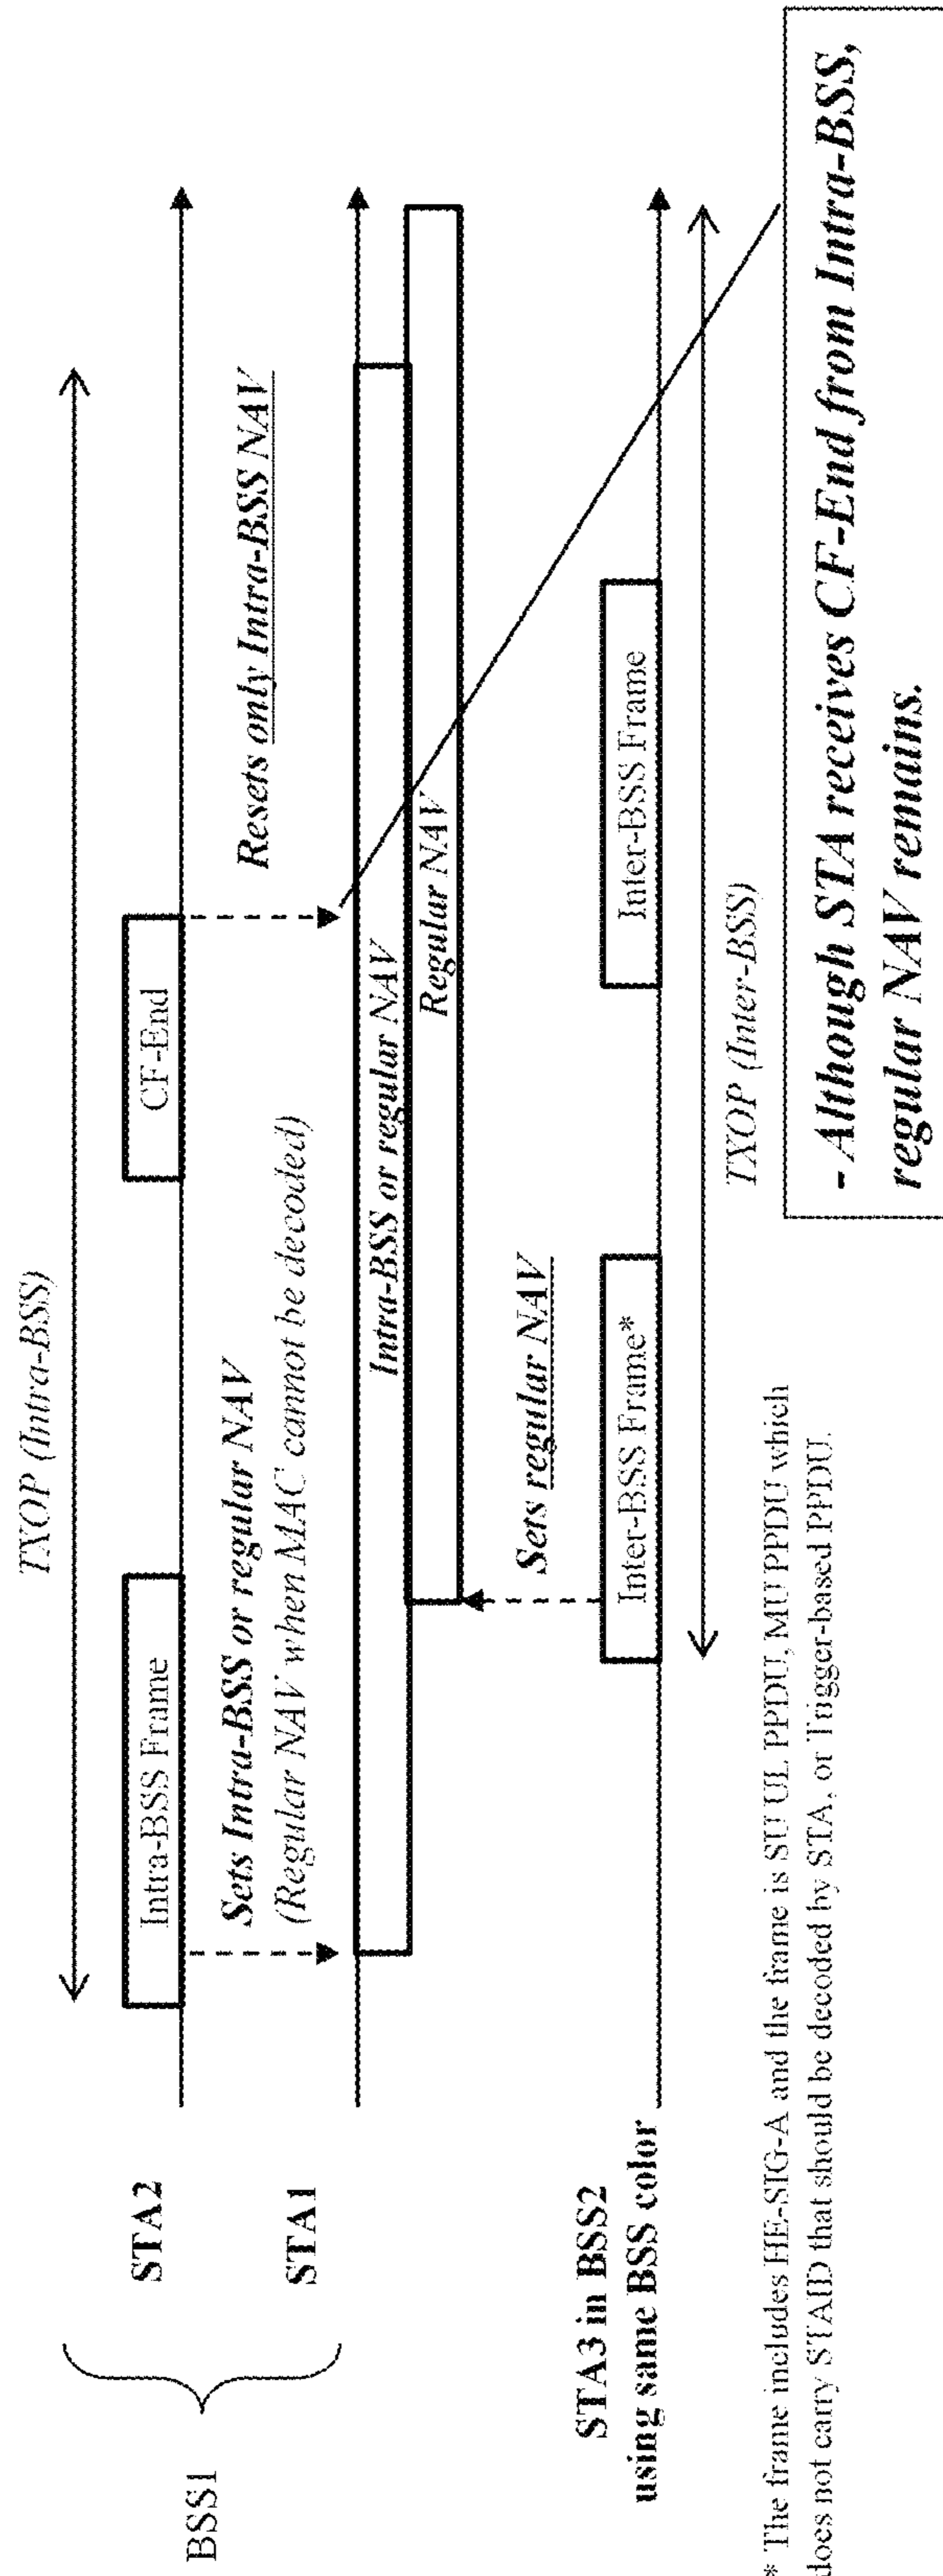 TXOP (Intra-BSS)
BSS1
STA2
Intra-BSS Frame
CF-End
Sets Intra-BSS or regular NAV
(Regular NAV when MAC cannot be decoded)
Resets only Intra-BSS NAV
STA1
Intra-BSS or regular NAV
Regular NAV
Sets regular NAV
STA3 in BSS2
using same BSS color
Inter-BSS Frame*
Inter-BSS Frame
TXOP (Inter-BSS)
* The frame includes HE-SIG-A and the frame is SU UL PPDU, MU PPDU which
does not carry STAID that should be decoded by STA, or Trigger-based PPDU.
- Although STA receives CF-End from Intra-BSS,
regular NAV remains.